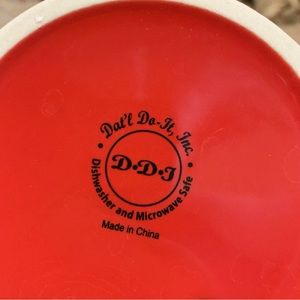 Dat'l Do-It, Inc.
D•D•I
Dishwasher and Microwave Safe
Made in China